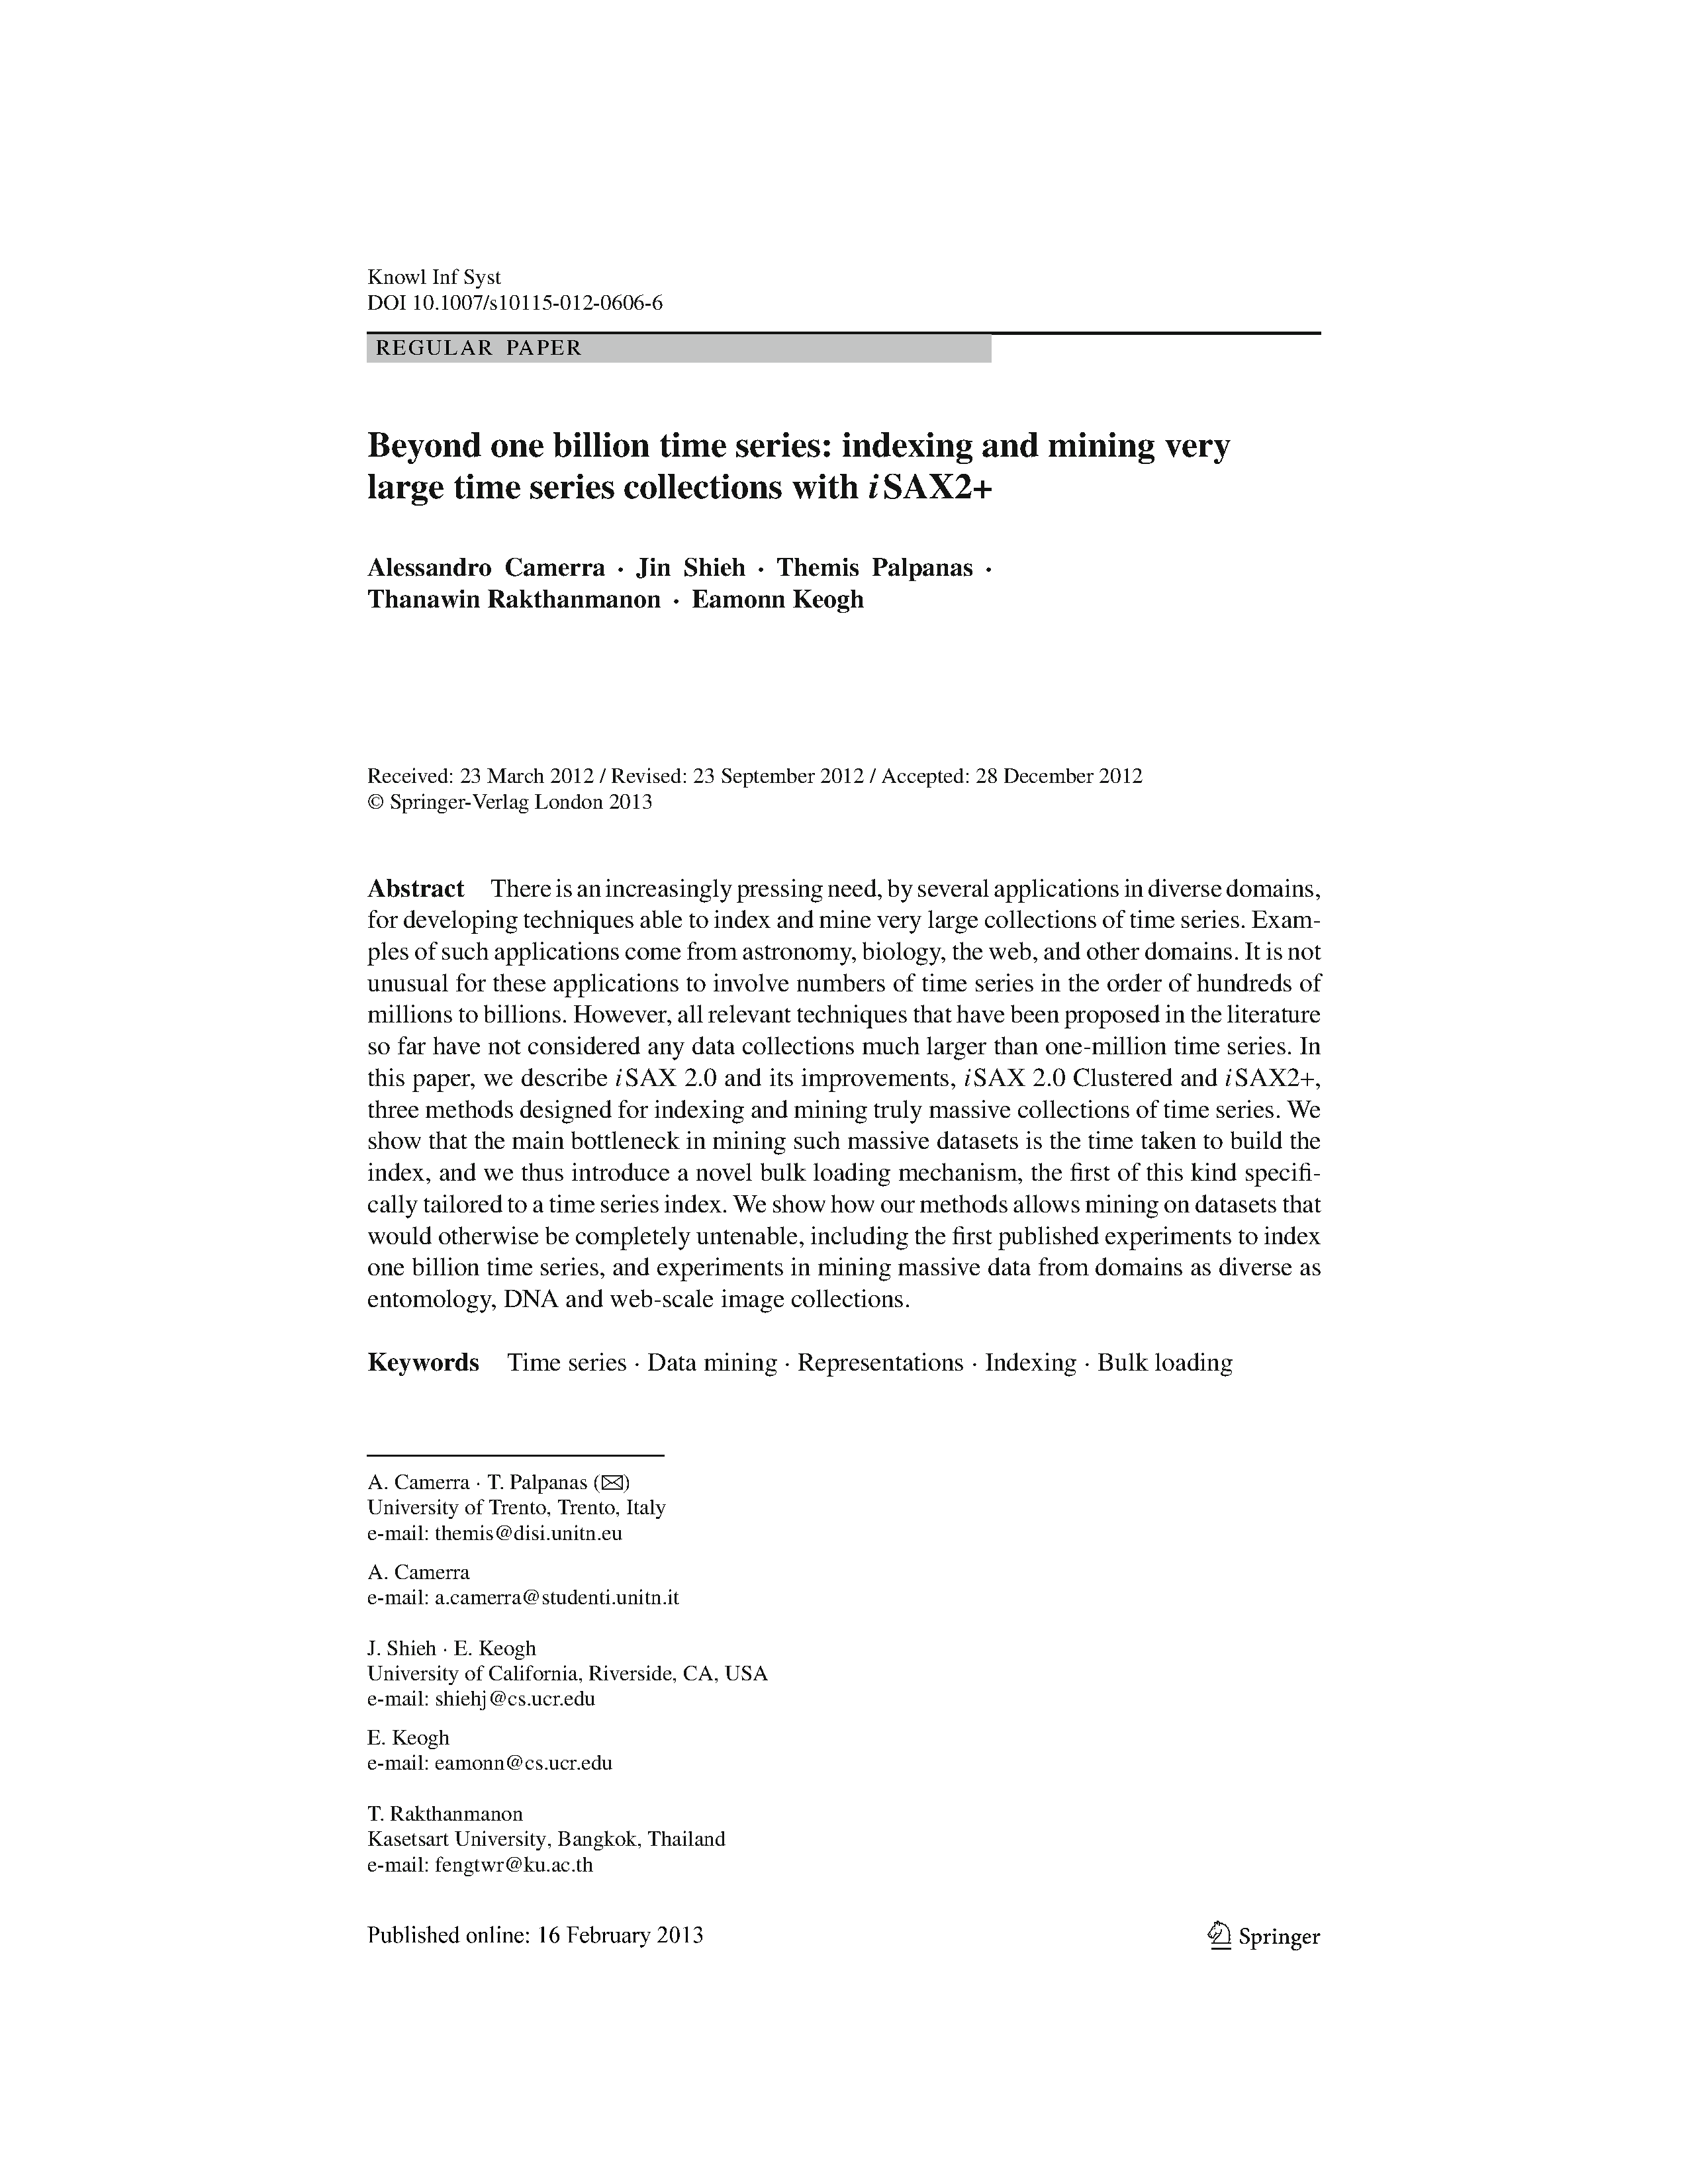 Knowl Inf Syst
DOI 10.1007/s10115-012-0606-6
REGULAR PAPER
Beyond one billion time series: indexing and mining very
large time series collections with iSAX2+
Alessandro Camerra · Jin Shieh · Themis Palpanas ·
Thanawin Rakthanmanon · Eamonn Keogh
Received: 23 March 2012 / Revised: 23 September 2012 / Accepted: 28 December 2012
© Springer-Verlag London 2013
Abstract There is an increasingly pressing need, by several applications in diverse domains,
for developing techniques able to index and mine very large collections of time series. Exam-
ples of such applications come from astronomy, biology, the web, and other domains. It is not
unusual for these applications to involve numbers of time series in the order of hundreds of
millions to billions. However, all relevant techniques that have been proposed in the literature
so far have not considered any data collections much larger than one-million time series. In
this paper, we describe iSAX 2.0 and its improvements, iSAX 2.0 Clustered and iSAX2+,
three methods designed for indexing and mining truly massive collections of time series. We
show that the main bottleneck in mining such massive datasets is the time taken to build the
index, and we thus introduce a novel bulk loading mechanism, the first of this kind specifi-
cally tailored to a time series index. We show how our methods allows mining on datasets that
would otherwise be completely untenable, including the first published experiments to index
one billion time series, and experiments in mining massive data from domains as diverse as
entomology, DNA and web-scale image collections.
Keywords Time series · Data mining · Representations · Indexing · Bulk loading
A. Camerra · T. Palpanas (✉)
University of Trento, Trento, Italy
e-mail: themis@disi.unitn.eu
A. Camerra
e-mail: a.camerra@studenti.unitn.it
J. Shieh · E. Keogh
University of California, Riverside, CA, USA
e-mail: shiehj@cs.ucr.edu
E. Keogh
e-mail: eamonn@cs.ucr.edu
T. Rakthanmanon
Kasetsart University, Bangkok, Thailand
e-mail: fengtwr@ku.ac.th
Published online: 16 February 2013
Springer